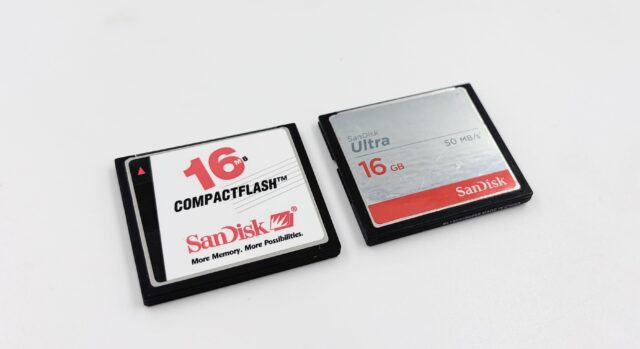 16MB
COMPACTFLASH™
SanDisk®
More Memory. More Possibilities.
SanDisk
Ultra
50 MB/s
16 GB
SanDisk